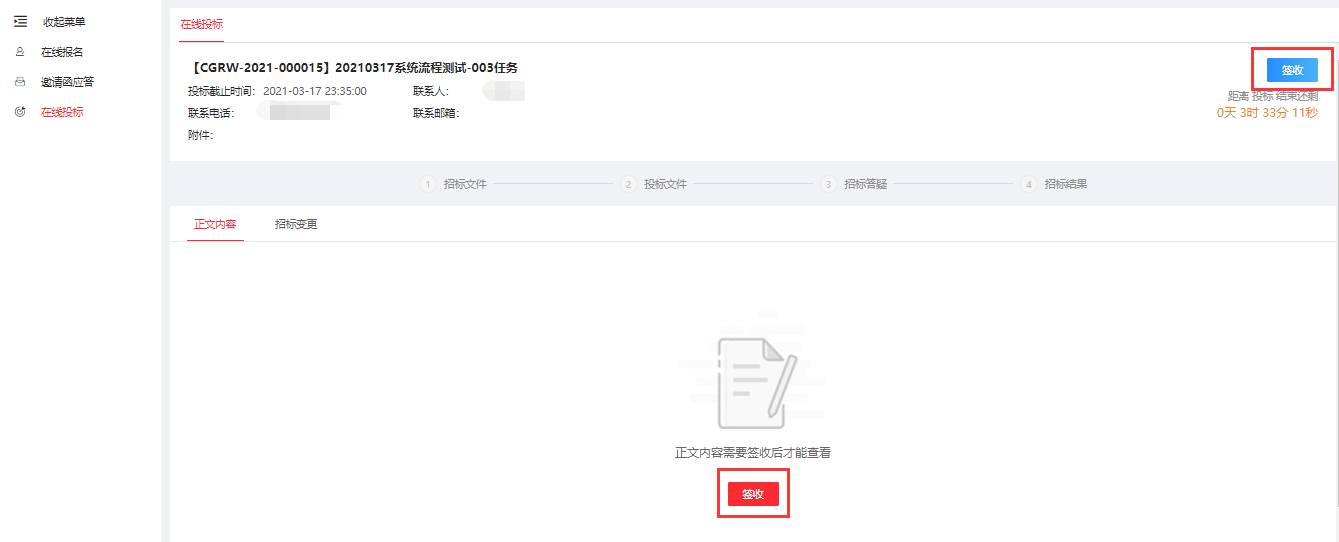 收起菜单
在线报名
邀请函应答
在线投标
在线投标
【CGRW-2021-000015】20210317系统流程测试-003任务
签收
投标截止时间: 2021-03-17 23:35:00 联系人:
距离 投标 结束还剩
联系电话: 联系邮箱:
0天 3时 33分 11秒
附件:
1 招标文件 2 投标文件 3 招标答疑 4 招标结果
正文内容 招标变更
正文内容需要签收后才能查看
签收